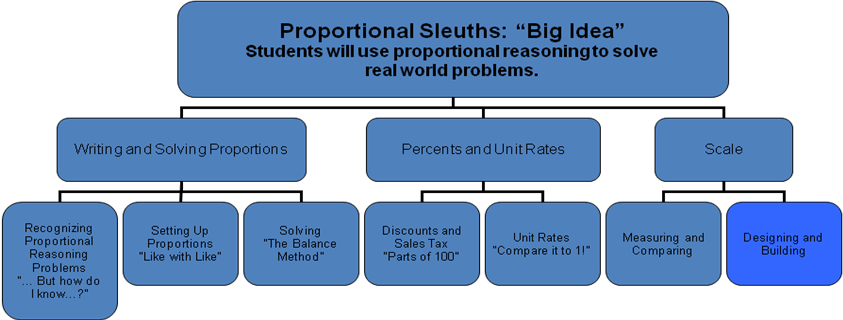 Proportional Sleuths: “Big Idea”
Students will use proportional reasoning to solve
real world problems.
Writing and Solving Proportions
Percents and Unit Rates
Scale
Recognizing
Proportional
Reasoning
Problems
"... But how do
I know...?"
Setting Up
Proportions
"Like with Like"
Solving
"The Balance
Method"
Discounts and
Sales Tax
"Parts of 100"
Unit Rates
"Compare it to 1!"
Measuring and
Comparing
Designing and
Building